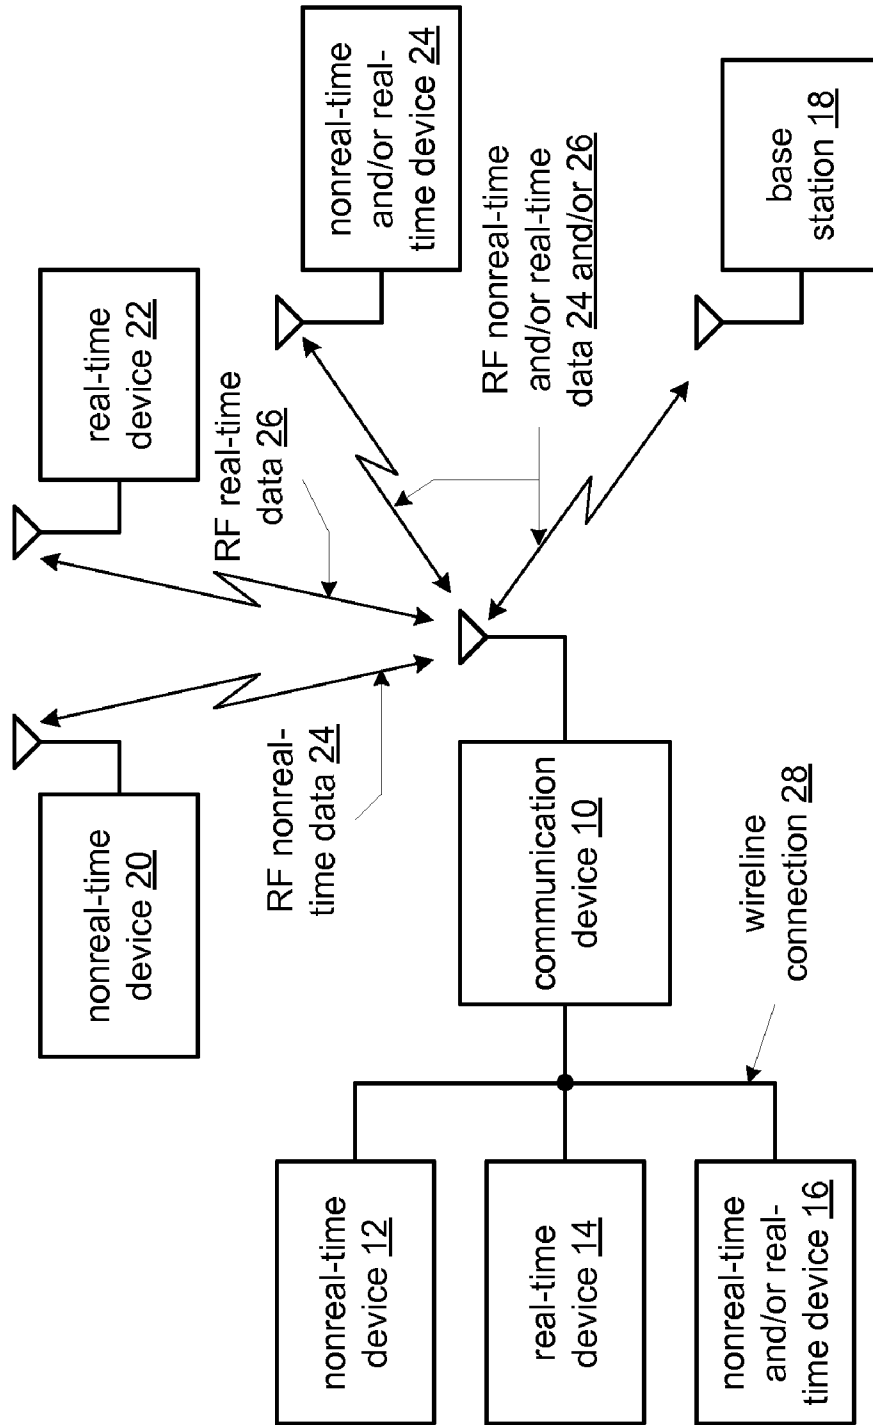 nonreal-time
device 20
real-time
device 22
RF nonreal-
time data 24
RF real-time
data 26
nonreal-time
and/or real-
time device 24
RF nonreal-time
and/or real-time
data 24 and/or 26
nonreal-time
device 12
real-time
device 14
nonreal-time
and/or real-
time device 16
communication
device 10
wireline
connection 28
base
station 18